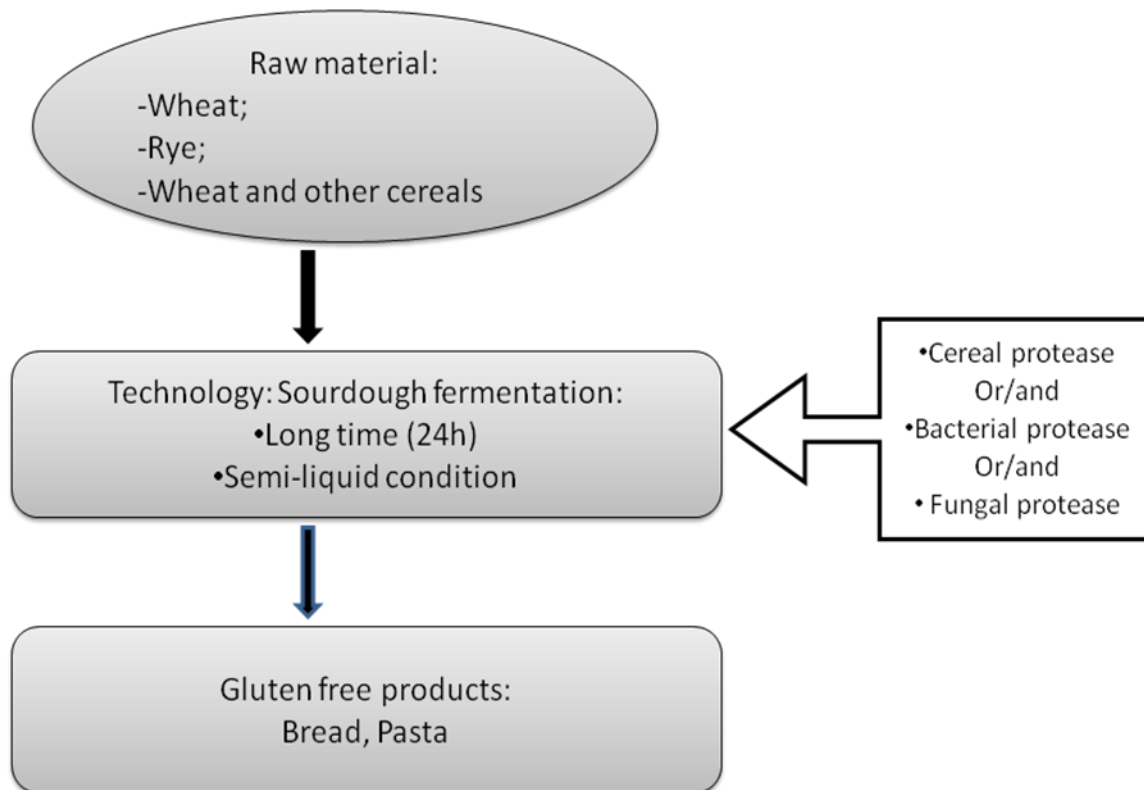 Raw material:
-Wheat;
-Rye;
-Wheat and other cereals
Technology: Sourdough fermentation:
•Long time (24h)
•Semi-liquid condition
•Cereal protease
Or/and
•Bacterial protease
Or/and
• Fungal protease
Gluten free products:
Bread, Pasta